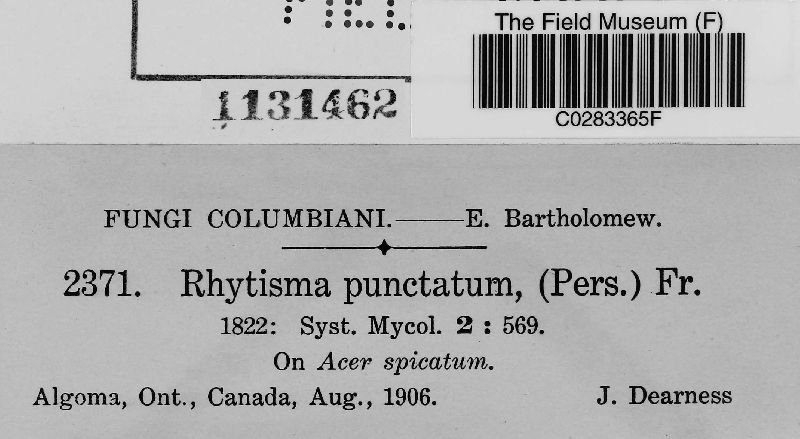 The Field Museum (F)
1131462
C0283365F
FUNGI COLUMBIANI.——E. Bartholomew.
2371. Rhytisma punctatum, (Pers.) Fr.
1822: Syst. Mycol. 2 : 569.
On Acer spicatum.
Algoma, Ont., Canada, Aug., 1906. J. Dearness